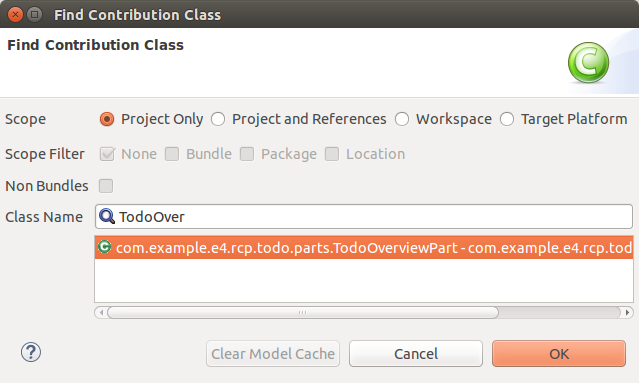 Find Contribution Class
Find Contribution Class
C
Scope Project Only Project and References Workspace Target Platform
Scope Filter None Bundle Package Location
Non Bundles
Class Name TodoOver
C com.example.e4.rcp.todo.parts.TodoOverviewPart - com.example.e4.rcp.tod
? Clear Model Cache Cancel OK